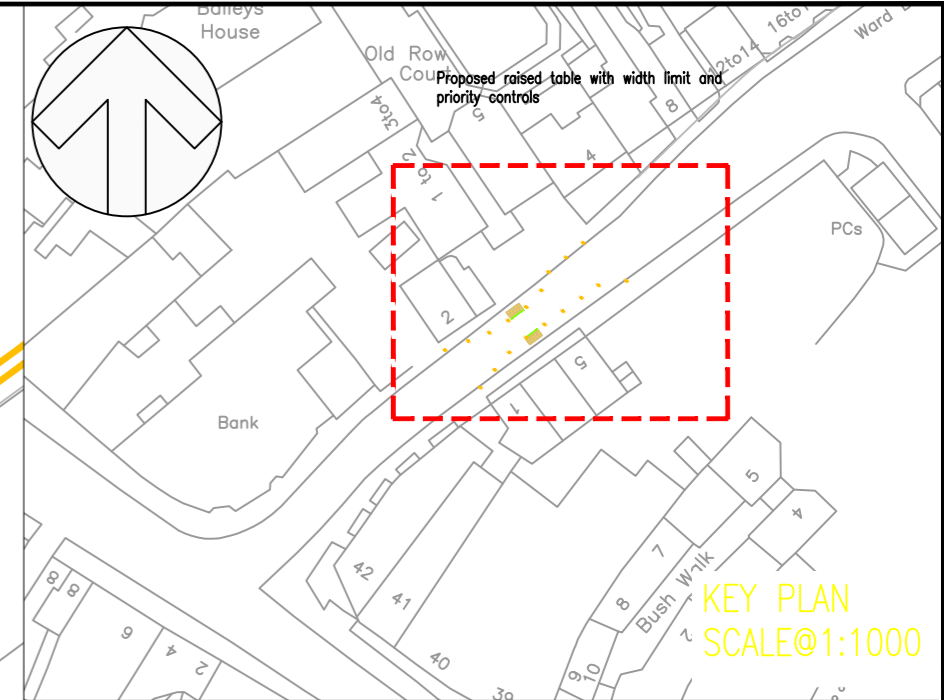 Baileys
House
Old Row
Court
Proposed raised table with width limit and
priority controls
16to
12to14
Ward
8
5
3to4
4
1 to 2
PCs
2
5
1
Bank
5
4
7
42
8
Bush Walk
41
8
8
6
4
2
40
9
10
39
2
KEY PLAN
SCALE@1:1000